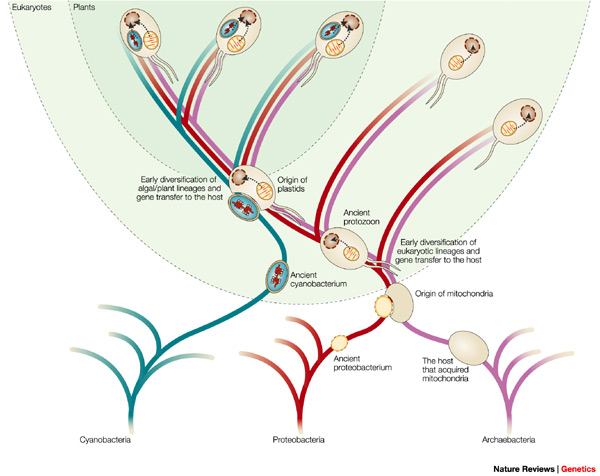 Eukaryotes
Plants
Early diversification of
algal/plant lineages and
gene transfer to the host
Origin of
plastids
Ancient
protozoon
Early diversification of
eukaryotic lineages and
gene transfer to the host
Ancient
cyanobacterium
Origin of mitochondria
Ancient
proteobacterium
The host
that acquired
mitochondria
Cyanobacteria
Proteobacteria
Archaebacteria
Nature Reviews | Genetics